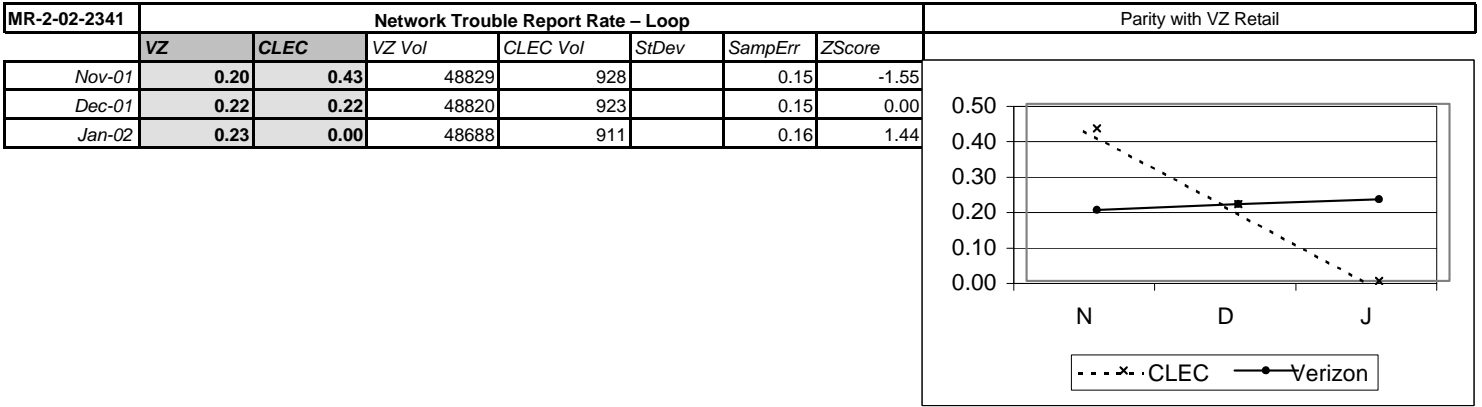 MR-2-02-2341 Network Trouble Report Rate – Loop Parity with VZ Retail
VZ CLEC VZ Vol CLEC Vol StDev SampErr ZScore
Nov-01 0.20 0.43 48829 928 0.15 -1.55
Dec-01 0.22 0.22 48820 923 0.15 0.00
Jan-02 0.23 0.00 48688 911 0.16 1.44
0.50
0.40
0.30
0.20
0.10
0.00
N D J
CLEC Verizon